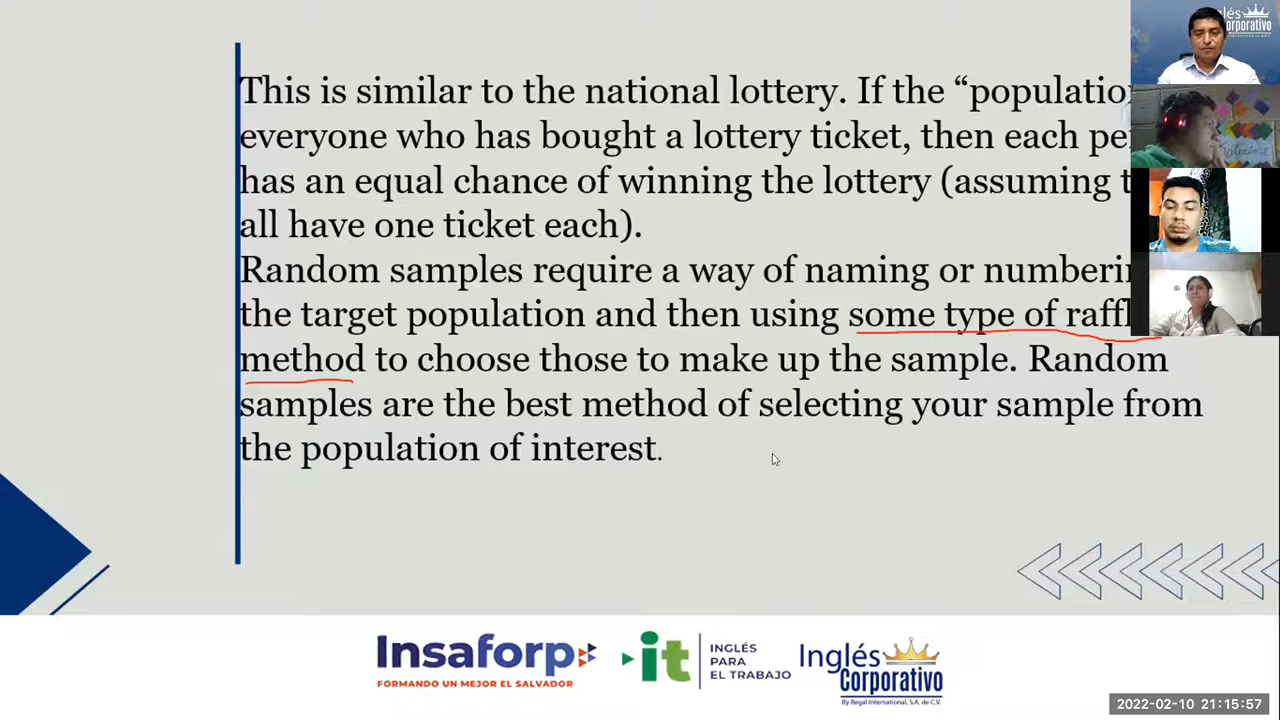 This is similar to the national lottery. If the “populatio
everyone who has bought a lottery ticket, then each pe
has an equal chance of winning the lottery (assuming t
all have one ticket each).
Random samples require a way of naming or numberi
the target population and then using some type of raffl
method to choose those to make up the sample. Random
samples are the best method of selecting your sample from
the population of interest.
Insaforp
FORMANDO UN MEJOR EL SALVADOR
it
INGLÉS
PARA
EL TRABAJO
Inglés
Corporativo
By Regal International, S.A. de C.V.
2022-02-10 21:15:57